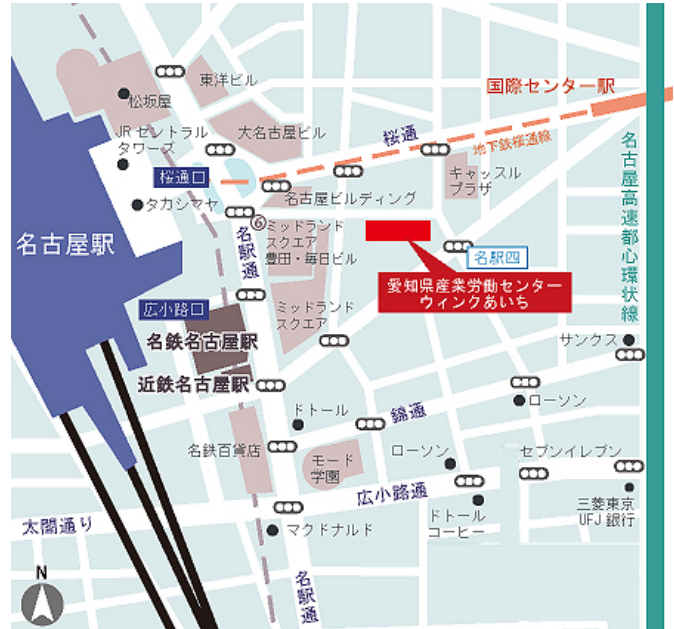 東洋ビル
松坂屋
国際センター駅
JR セントラル
タワーズ
大名古屋ビル
桜通
地下鉄桜通線
名古屋高速都心環状線
桜通口
キャッスル
プラザ
タカシマヤ
名古屋ビルディング
⑥
ミッドランド
スクエア
豊田・毎日ビル
名駅通
名古屋駅
名駅四
愛知県産業労働センター
ウィンクあいち
広小路口
ミッドランド
スクエア
名鉄名古屋駅
サンクス
近鉄名古屋駅
ドトール
錦通
ローソン
名鉄百貨店
モード
学園
ローソン
セブンイレブン
広小路通
太閤通り
マクドナルド
ドトール
コーヒー
三菱東京
UFJ 銀行
名駅通
N